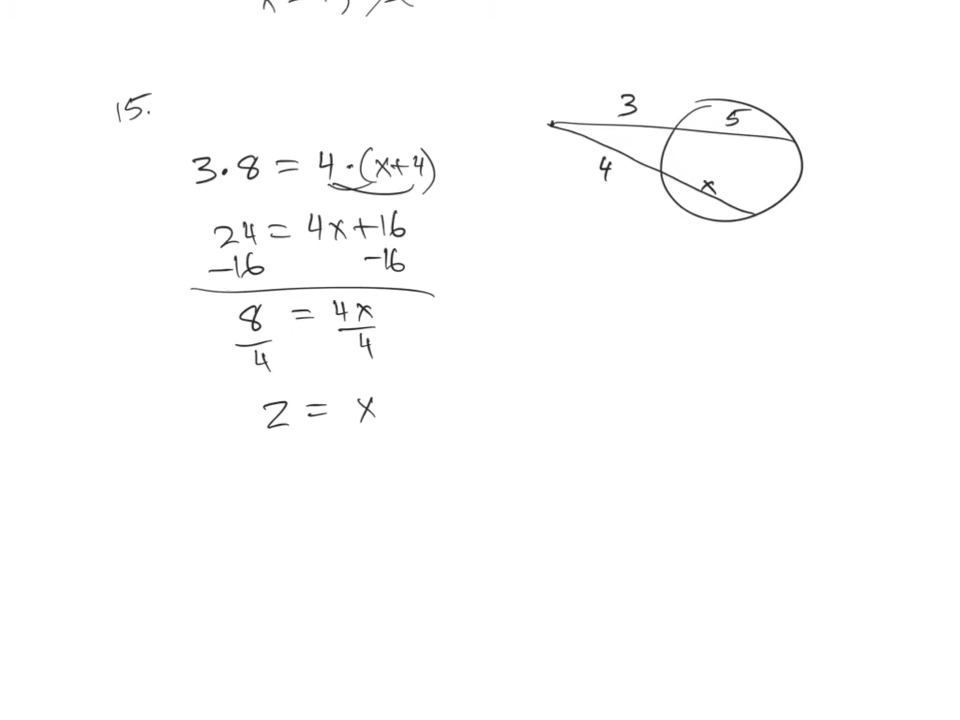 15.
3·8 = 4·(x+4)
24 = 4x+16
-16 -16
8/4 = 4x/4
2 = x
3
5
4
x